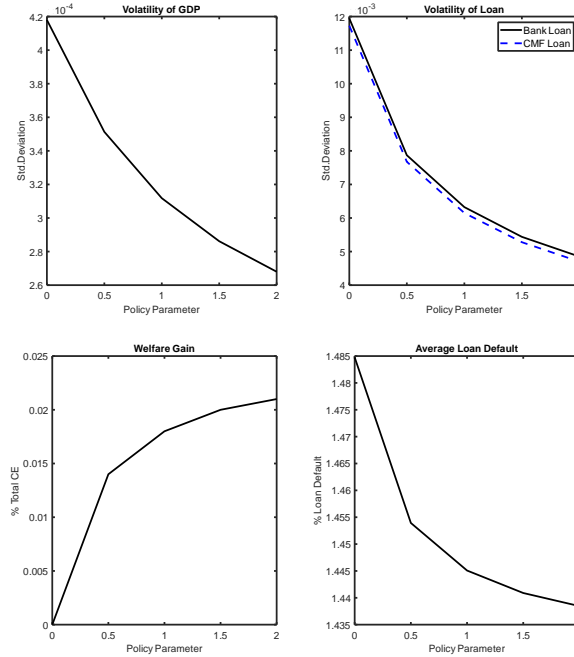 Volatility of GDP
10^-4
4.2
4
3.8
3.6
3.4
3.2
3
2.8
2.6
Std.Deviation
0 0.5 1 1.5 2
Policy Parameter
Volatility of Loan
10^-3
12
11
10
9
8
7
6
5
4
Std.Deviation
Bank Loan
CMF Loan
0 0.5 1 1.5
Policy Parameter
Welfare Gain
0.025
0.02
0.015
0.01
0.005
0
% Total CE
0 0.5 1 1.5 2
Policy Parameter
Average Loan Default
1.485
1.48
1.475
1.47
1.465
1.46
1.455
1.45
1.445
1.44
1.435
% Loan Default
0 0.5 1 1.5
Policy Parameter